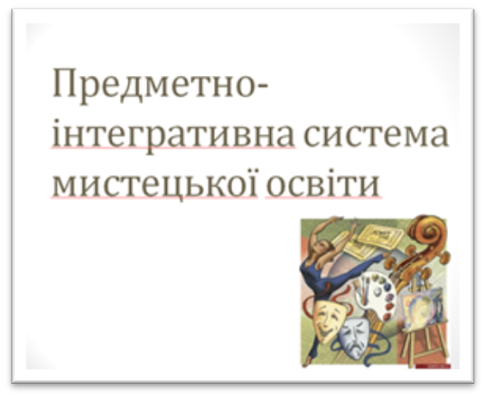 Предметно-
інтегративна система
мистецької освіти